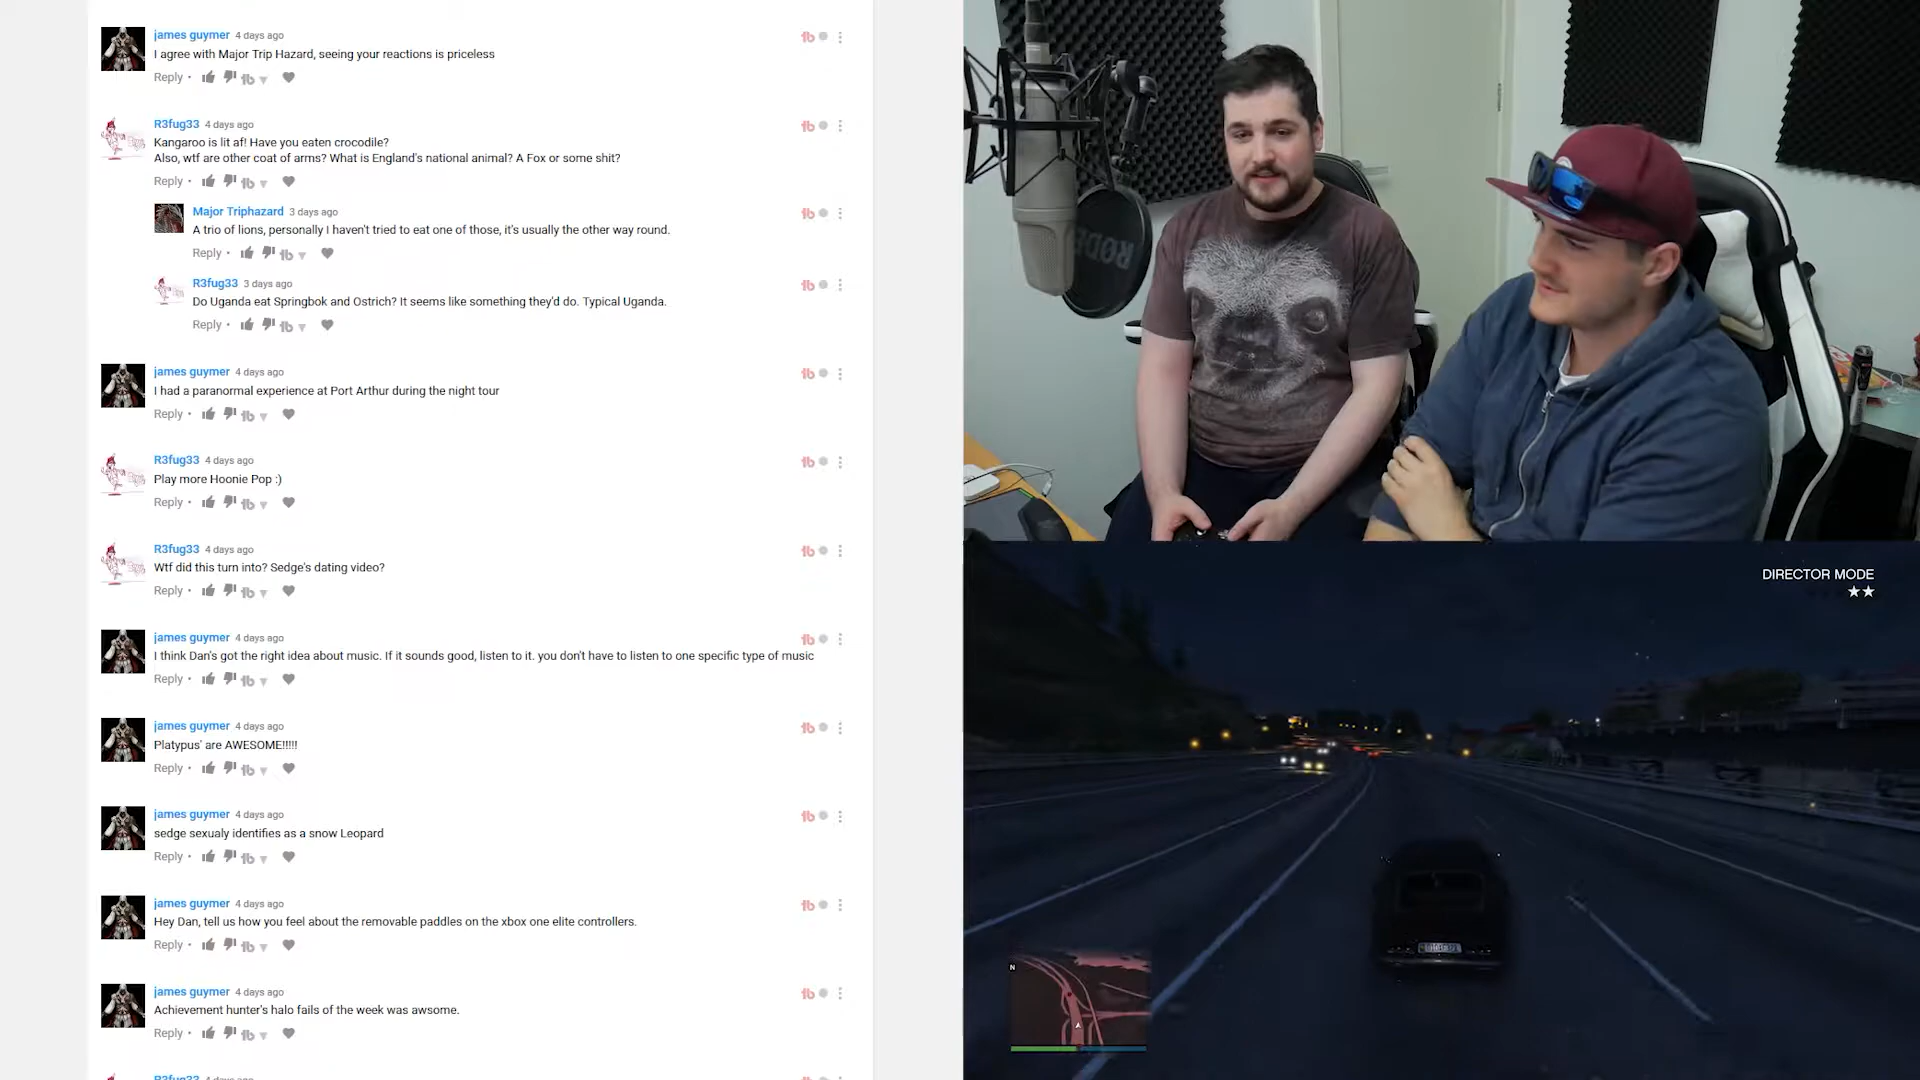 james guymer 4 days ago
I agree with Major Trip Hazard, seeing your reactions is priceless
Reply •
R3fug33 4 days ago
Kangaroo is lit af! Have you eaten crocodile?
Also, wtf are other coat of arms? What is England's national animal? A Fox or some shit?
Reply •
Major Triphazard 3 days ago
A trio of lions, personally I haven't tried to eat one of those, it's usually the other way round.
Reply •
R3fug33 3 days ago
Do Uganda eat Springbok and Ostrich? It seems like something they'd do. Typical Uganda.
Reply •
james guymer 4 days ago
I had a paranormal experience at Port Arthur during the night tour
Reply •
R3fug33 4 days ago
Play more Hoonie Pop :)
Reply •
R3fug33 4 days ago
Wtf did this turn into? Sedge's dating video?
Reply •
james guymer 4 days ago
I think Dan's got the right idea about music. If it sounds good, listen to it. you don't have to listen to one specific type of music
Reply •
james guymer 4 days ago
Platypus' are AWESOME!!!!!
Reply •
james guymer 4 days ago
sedge sexualy identifies as a snow Leopard
Reply •
james guymer 4 days ago
Hey Dan, tell us how you feel about the removable paddles on the xbox one elite controllers.
Reply •
james guymer 4 days ago
Achievement hunter's halo fails of the week was awsome.
Reply •
R3fug33 4 days ago
RODE
DIRECTOR MODE
N